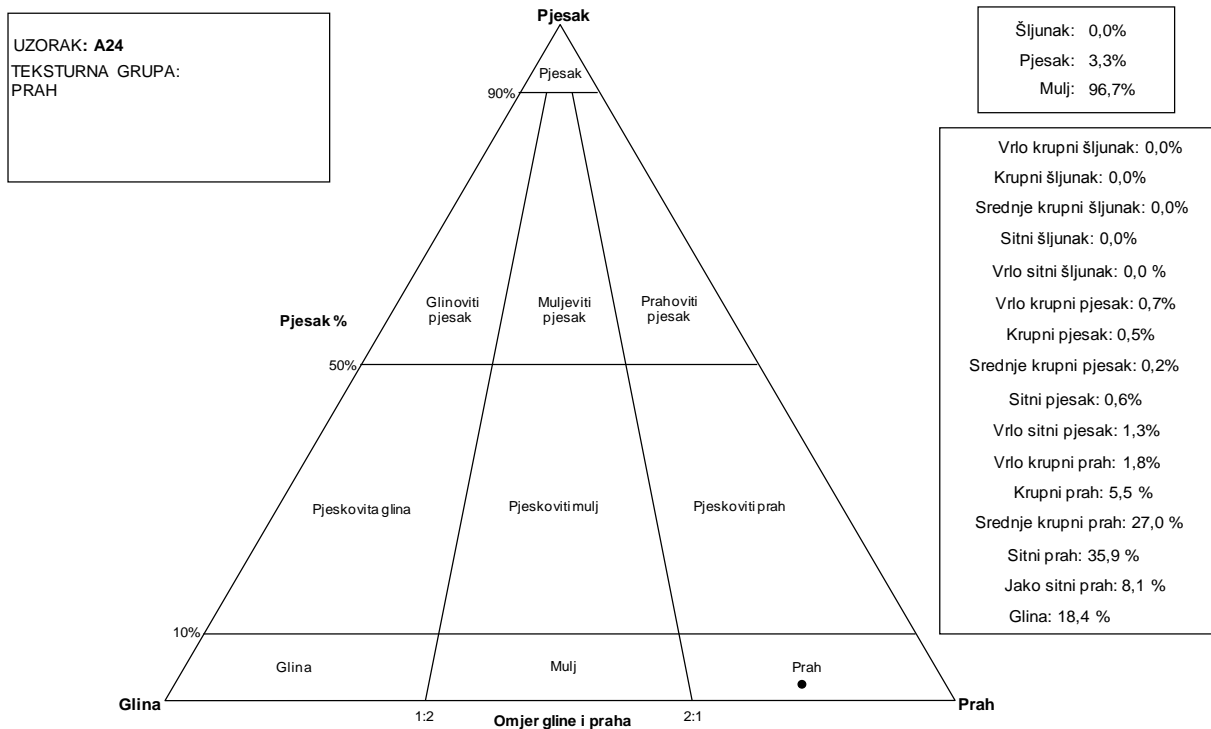 UZORAK: A24
TEKSTURNA GRUPA:
PRAH
Pjesak
Pjesak
90%
Glinoviti
pjesak
Muljeviti
pjesak
Prahoviti
pjesak
Pjesak %
50%
Pjeskovita glina
Pjeskoviti mulj
Pjeskoviti prah
10%
Glina
Mulj
Prah
Glina
Prah
1:2
2:1
Omjer gline i praha
Šljunak: 0,0%
Pjesak: 3,3%
Mulj: 96,7%
Vrlo krupni šljunak: 0,0%
Krupni šljunak: 0,0%
Srednje krupni šljunak: 0,0%
Sitni šljunak: 0,0%
Vrlo sitni šljunak: 0,0 %
Vrlo krupni pjesak: 0,7%
Krupni pjesak: 0,5%
Srednje krupni pjesak: 0,2%
Sitni pjesak: 0,6%
Vrlo sitni pjesak: 1,3%
Vrlo krupni prah: 1,8%
Krupni prah: 5,5 %
Srednje krupni prah: 27,0 %
Sitni prah: 35,9 %
Jako sitni prah: 8,1 %
Glina: 18,4 %